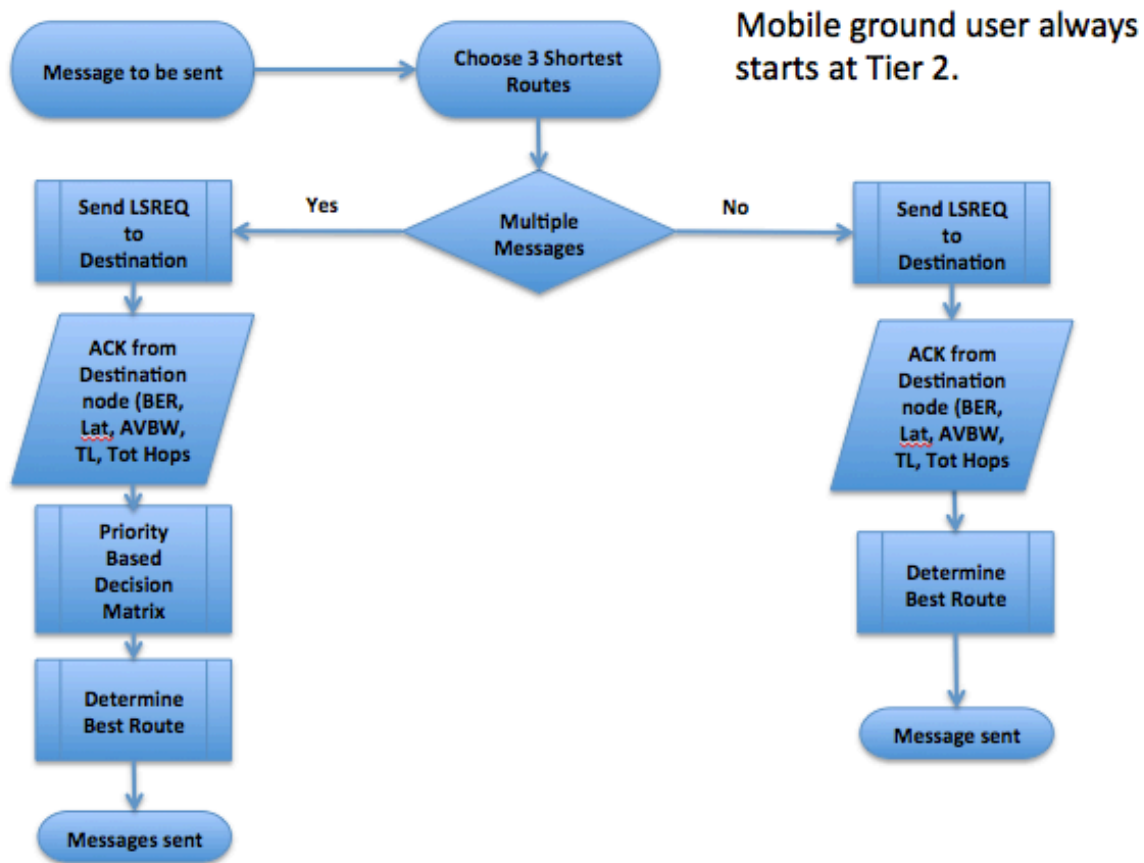 Mobile ground user always
starts at Tier 2.
Message to be sent
Choose 3 Shortest
Routes
Multiple
Messages
Yes
No
Send LSREQ
to
Destination
ACK from
Destination
node (BER,
Lat, AVBW,
TL, Tot Hops
Priority
Based
Decision
Matrix
Determine
Best Route
Messages sent
Send LSREQ
to
Destination
ACK from
Destination
node (BER,
Lat, AVBW,
TL, Tot Hops
Determine
Best Route
Message sent